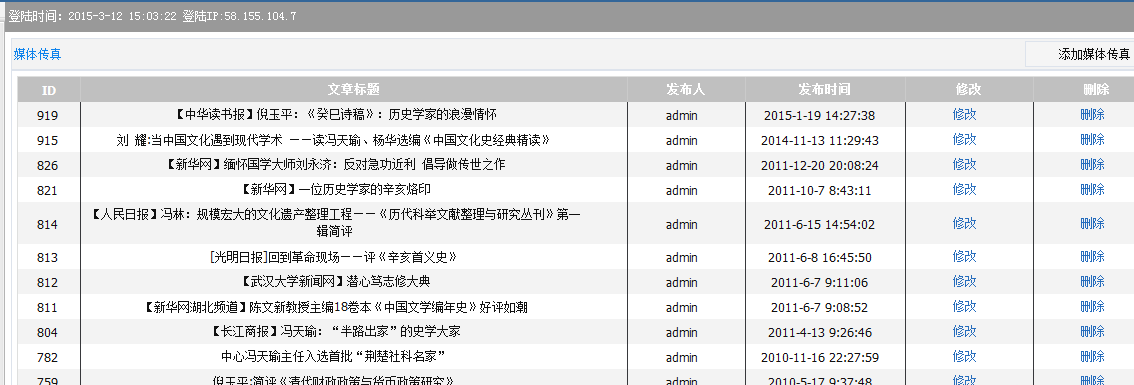 登陆时间：2015-3-12 15:03:22 登陆IP:58.155.104.7
媒体传真 添加媒体传真
ID 文章标题 发布人 发布时间 修改 删除
919 【中华读书报】倪玉平：《癸巳诗稿》：历史学家的浪漫情怀 admin 2015-1-19 14:27:38 修改 删除
915 刘 耀:当中国文化遇到现代学术 ——读冯天瑜、杨华选编《中国文化史经典精读》 admin 2014-11-13 11:29:43 修改 删除
826 【新华网】缅怀国学大师刘永济：反对急功近利 倡导做传世之作 admin 2011-12-20 20:08:24 修改 删除
821 【新华网】一位历史学家的辛亥烙印 admin 2011-10-7 8:43:11 修改 删除
814 【人民日报】冯林：规模宏大的文化遗产整理工程——《历代科举文献整理与研究丛刊》第一 admin 2011-6-15 14:54:02 修改 删除
辑简评
813 [光明日报]回到革命现场——评《辛亥首义史》 admin 2011-6-8 16:45:50 修改 删除
812 【武汉大学新闻网】潜心笃志修大典 admin 2011-6-7 9:11:06 修改 删除
811 【新华网湖北频道】陈文新教授主编18卷本《中国文学编年史》好评如潮 admin 2011-6-7 9:08:52 修改 删除
804 【长江商报】冯天瑜：“半路出家”的史学大家 admin 2011-4-13 9:26:46 修改 删除
782 中心冯天瑜主任入选首批“荆楚社科名家” admin 2010-11-16 22:27:59 修改 删除
759 倪玉平:简评《清代财政政策与货币政策研究》 admin 2010-5-17 9:37:48 修改 删除